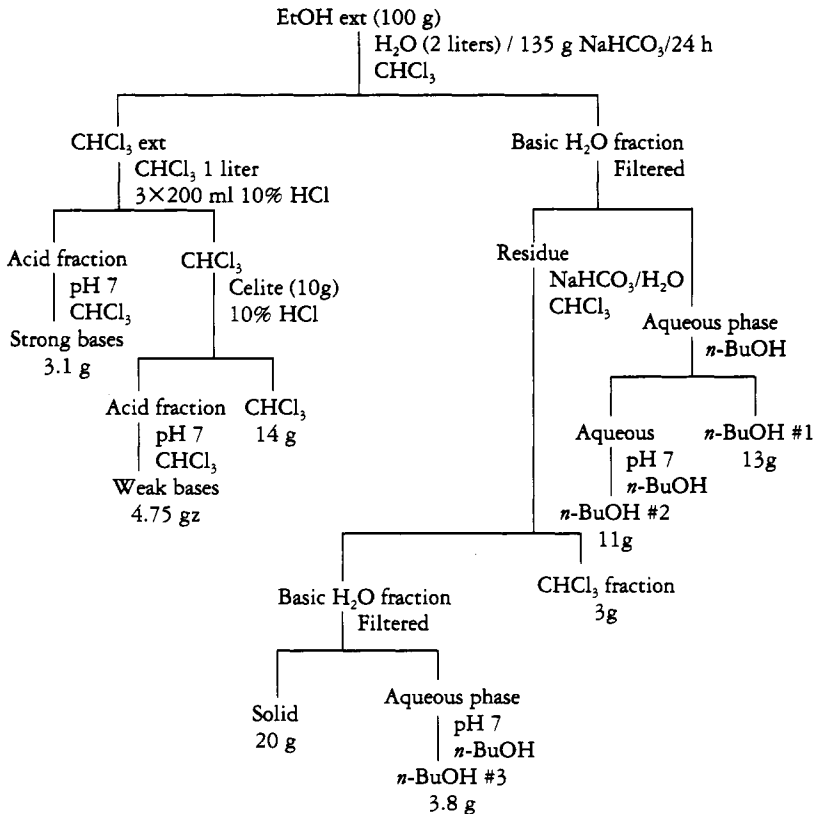 EtOH ext (100 g)
H₂O (2 liters) / 135 g NaHCO₃/24 h
CHCl₃
CHCl₃ ext
CHCl₃ 1 liter
3×200 ml 10% HCl
Basic H₂O fraction
Filtered
Acid fraction
pH 7
CHCl₃
Strong bases
3.1 g
CHCl₃
Celite (10g)
10% HCl
Residue
NaHCO₃/H₂O
CHCl₃
Aqueous phase
n-BuOH
Acid fraction
pH 7
CHCl₃
Weak bases
4.75 gz
CHCl₃
14 g
Aqueous
pH 7
n-BuOH
n-BuOH #2
11g
n-BuOH #1
13g
Basic H₂O fraction
Filtered
CHCl₃ fraction
3g
Solid
20 g
Aqueous phase
pH 7
n-BuOH
n-BuOH #3
3.8 g